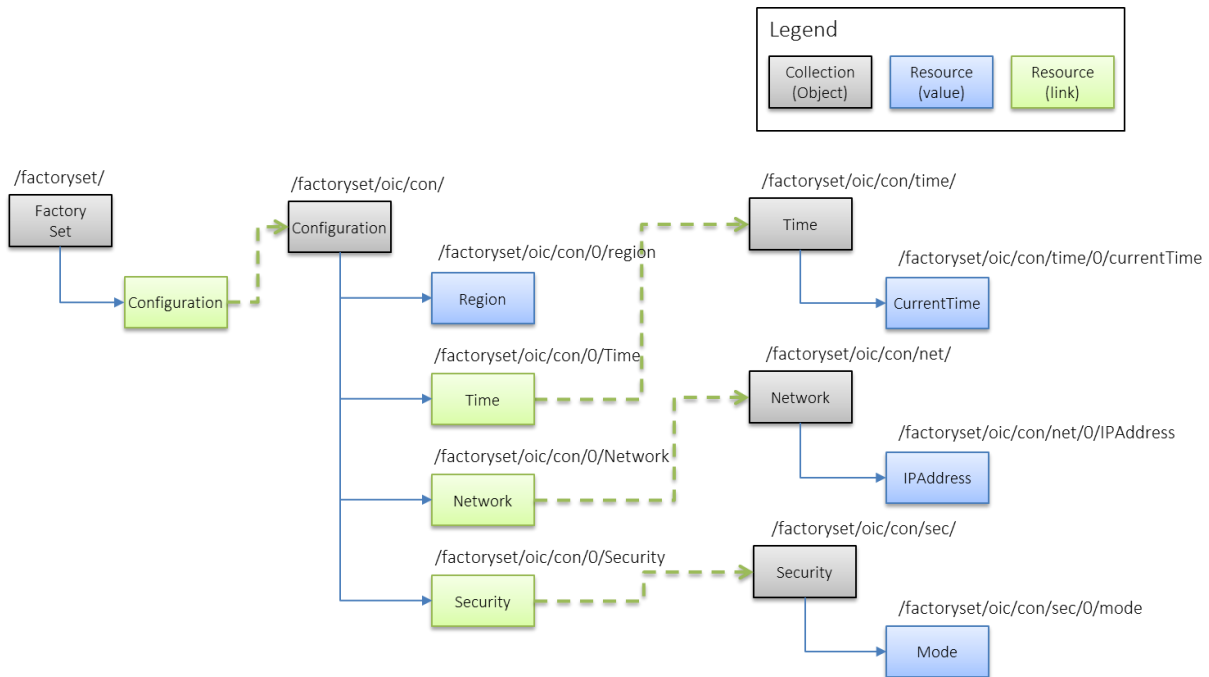 Legend
Collection
(Object)
Resource
(value)
Resource
(link)
/factoryset/
Factory
Set
Configuration
/factoryset/oic/con/
Configuration
/factoryset/oic/con/0/region
Region
/factoryset/oic/con/0/Time
Time
/factoryset/oic/con/0/Network
Network
/factoryset/oic/con/0/Security
Security
/factoryset/oic/con/time/
Time
/factoryset/oic/con/time/0/currentTime
CurrentTime
/factoryset/oic/con/net/
Network
/factoryset/oic/con/net/0/IPAddress
IPAddress
/factoryset/oic/con/sec/
Security
/factoryset/oic/con/sec/0/mode
Mode